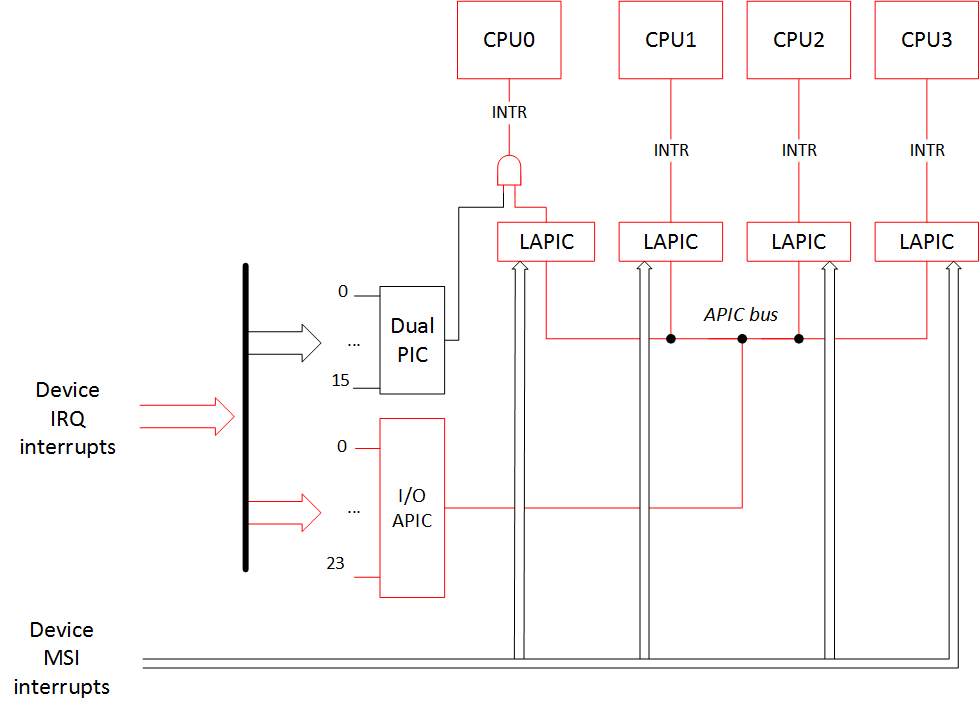 CPU0
CPU1
CPU2
CPU3
INTR
INTR
INTR
INTR
LAPIC
LAPIC
LAPIC
LAPIC
APIC bus
0
...
15
Dual
PIC
Device
IRQ
interrupts
0
...
23
I/O
APIC
Device
MSI
interrupts